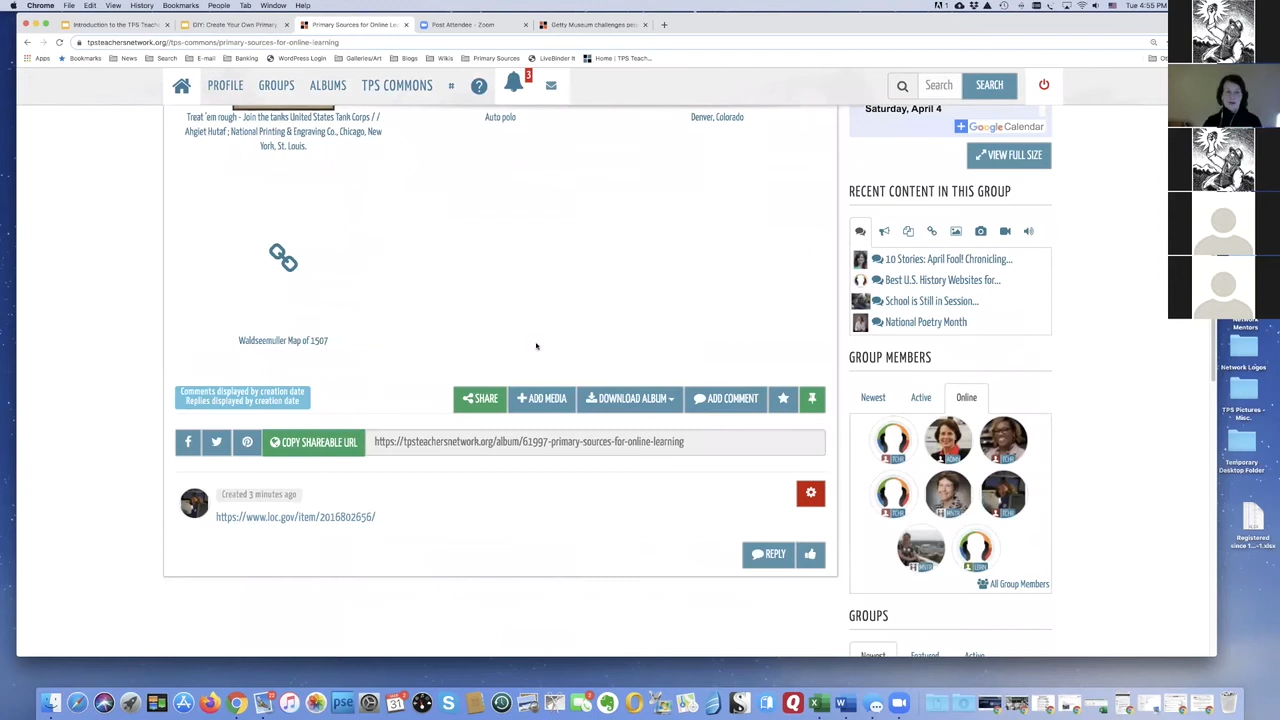 Chrome File Edit View History Bookmarks People Tab Window Help
1 Tue 4:55 PM
Introduction to the TPS Teach
DIY: Create Your Own Primary
Primary Sources for Online Le
Post Attendee - Zoom
Getty Museum challenges peo
tpsteachersnetwork.org//tps-commons/primary-sources-for-online-learning
Apps Bookmarks News Search E-mail Banking WordPress Login Galleries/Art Blogs Wikis Primary Sources LiveBinder It Home | TPS Teach...
PROFILE GROUPS ALBUMS TPS COMMONS # ? 3 Search SEARCH
Treat 'em rough - Join the tanks United States Tank Corps / /
Ahgiet Hutaf ; National Printing & Engraving Co., Chicago, New
York, St. Louis.
Auto polo
Denver, Colorado
Waldseemuller Map of 1507
Comments displayed by creation date
Replies displayed by creation date
SHARE ADD MEDIA DOWNLOAD ALBUM ADD COMMENT
COPY SHAREABLE URL https://tpsteachersnetwork.org/album/61997-primary-sources-for-online-learning
Created 3 minutes ago
https://www.loc.gov/item/2016802656/
REPLY
Saturday, April 4
Google Calendar
VIEW FULL SIZE
RECENT CONTENT IN THIS GROUP
10 Stories: April Fool! Chronicling...
Best U.S. History Websites for...
School is Still in Session...
National Poetry Month
GROUP MEMBERS
Newest Active Online
All Group Members
GROUPS
Newest Featured Active
Network
Mentors
Network Logos
TPS Pictures -
Misc.
Temporary
Desktop Folder
Registered
since 1...-1.xlsx